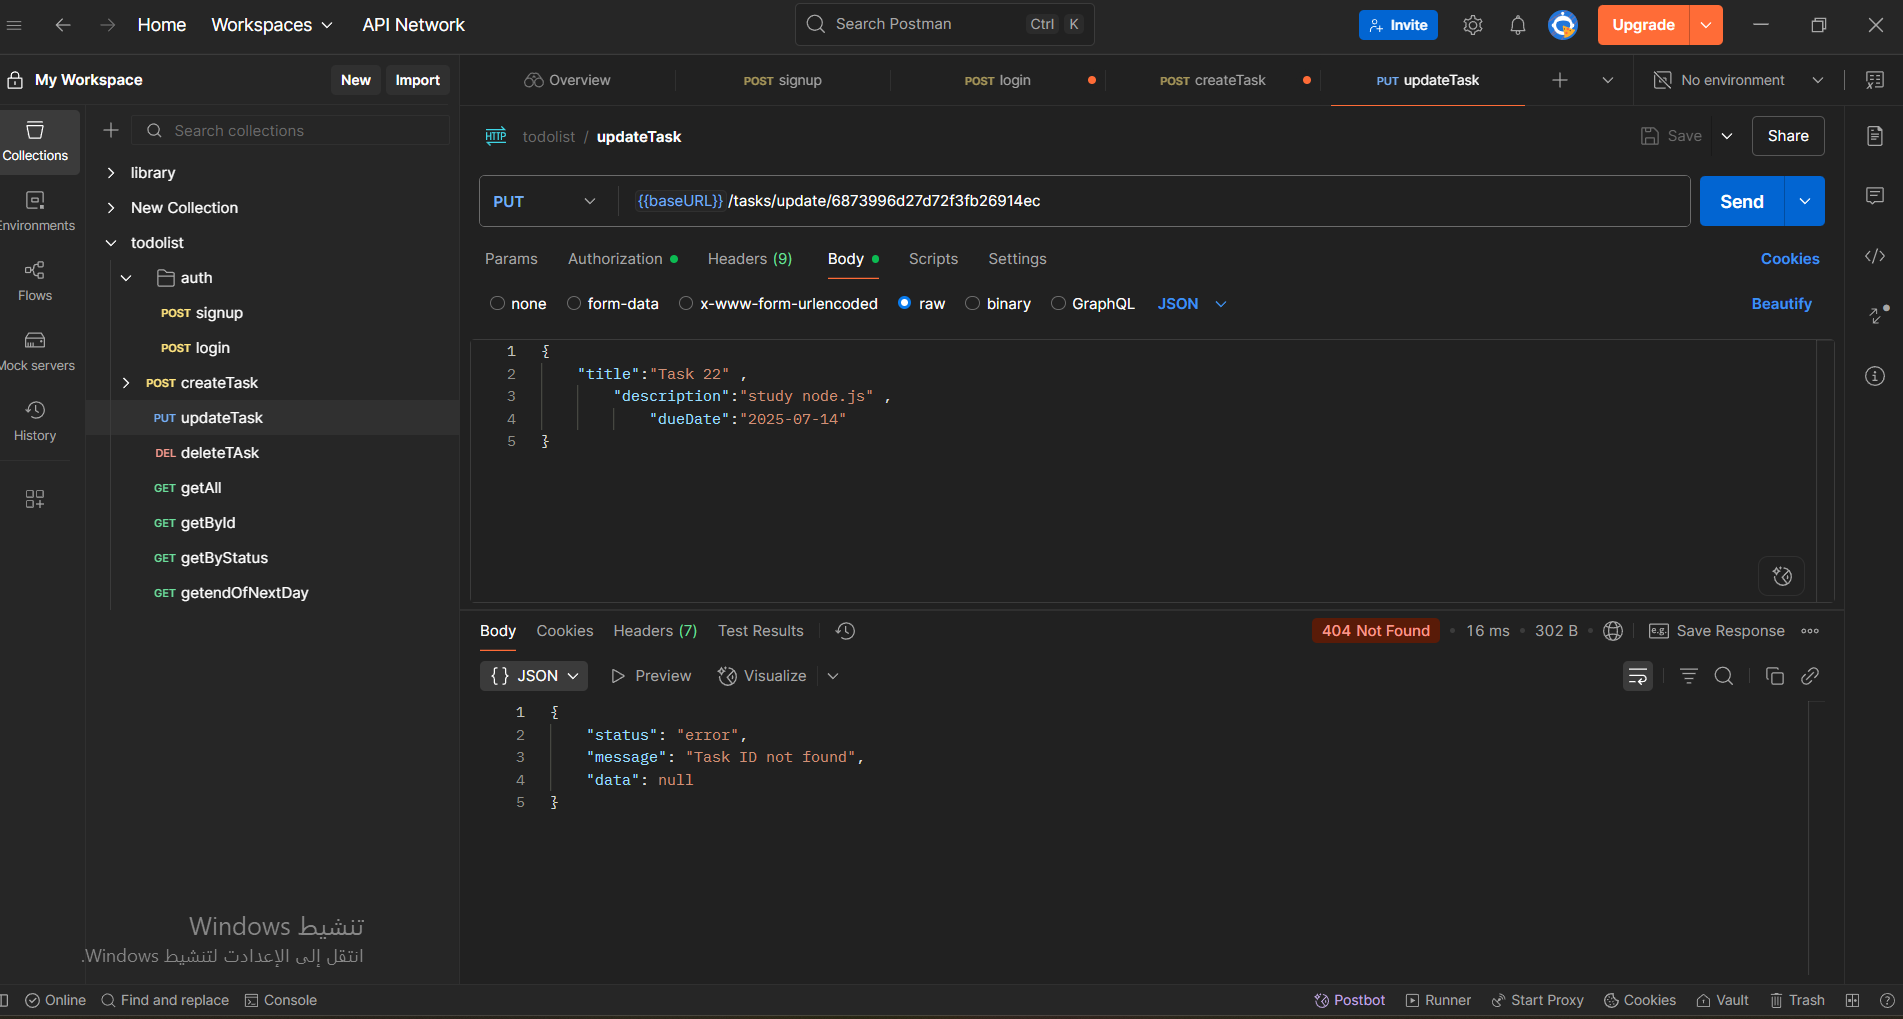 Home Workspaces API Network Search Postman Ctrl K Invite Upgrade
My Workspace New Import Overview POST signup POST login POST createTask PUT updateTask No environment
Search collections
Collections
Environments
Flows
Mock servers
History
library
New Collection
todolist
auth
POST signup
POST login
POST createTask
PUT updateTask
DEL deleteTAsk
GET getAll
GET getById
GET getByStatus
GET getendOfNextDay
HTTP todolist / updateTask Save Share
PUT {{baseURL}} /tasks/update/6873996d27d72f3fb26914ec Send
Params Authorization Headers (9) Body Scripts Settings Cookies
none form-data x-www-form-urlencoded raw binary GraphQL JSON Beautify
1 {
2 "title":"Task 22" ,
3 "description":"study node.js" ,
4 "dueDate":"2025-07-14"
5 }
Body Cookies Headers (7) Test Results 404 Not Found 16 ms 302 B e.g. Save Response
{} JSON Preview Visualize
1 {
2 "status": "error",
3 "message": "Task ID not found",
4 "data": null
5 }
تنشيط Windows
انتقل إلى الإعدادت لتنشيط Windows.
Online Find and replace Console Postbot Runner Start Proxy Cookies Vault Trash